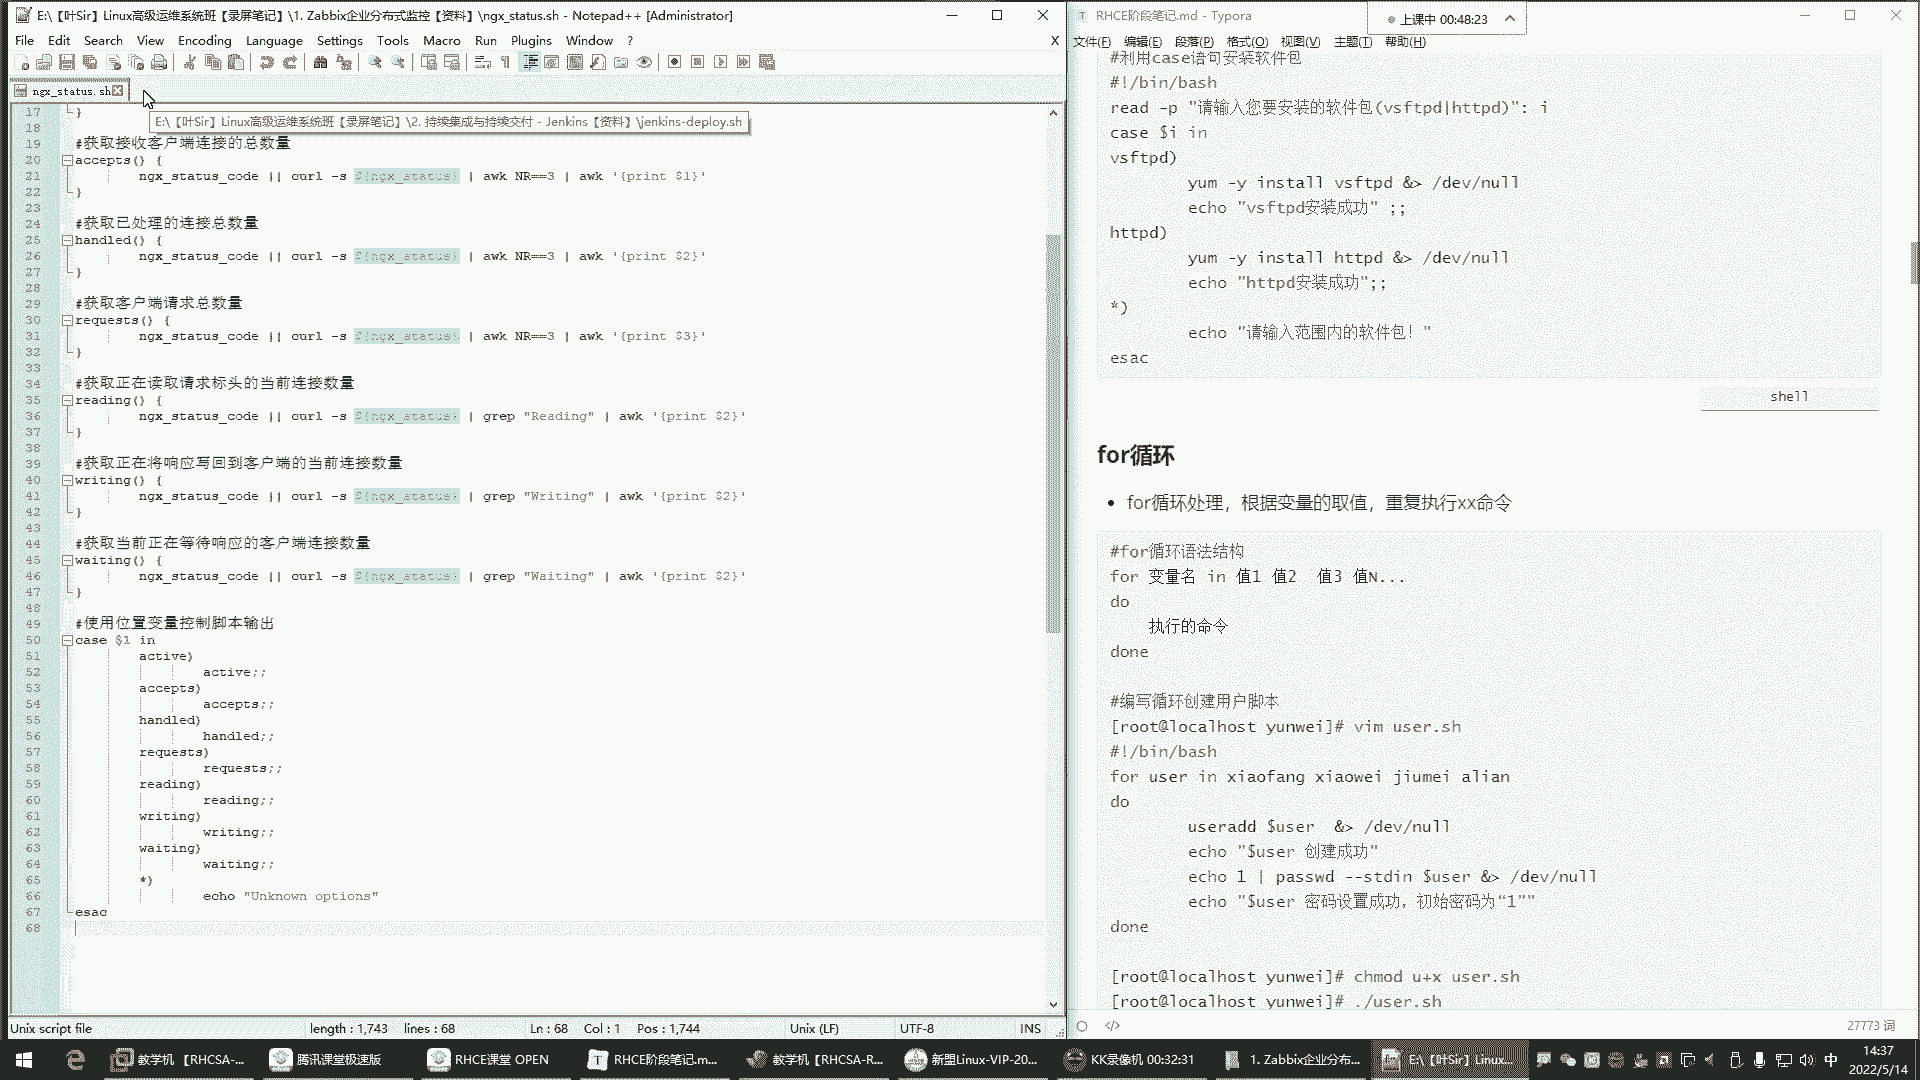 E:\【叶Sir】Linux高级运维系统班【录屏笔记】\1. Zabbix企业分布式监控【资料】\ngx_status.sh - Notepad++ [Administrator]
File Edit Search View Encoding Language Settings Tools Macro Run Plugins Window ? X
ngx_status.sh
E:\【叶Sir】Linux高级运维系统班【录屏笔记】\2. 持续集成与持续交付 - Jenkins【资料】\jenkins-deploy.sh
17 }
18
19 #获取接收客户端连接的总数量
20 accepts() {
21 ngx_status_code || curl -s ${ngx_status} | awk NR==3 | awk '{print $1}'
22 }
23
24 #获取已处理的连接总数量
25 handled() {
26 ngx_status_code || curl -s ${ngx_status} | awk NR==3 | awk '{print $2}'
27 }
28
29 #获取客户端请求总数量
30 requests() {
31 ngx_status_code || curl -s ${ngx_status} | awk NR==3 | awk '{print $3}'
32 }
33
34 #获取正在读取请求标头的当前连接数量
35 reading() {
36 ngx_status_code || curl -s ${ngx_status} | grep "Reading" | awk '{print $2}'
37 }
38
39 #获取正在将响应写回到客户端的当前连接数量
40 writing() {
41 ngx_status_code || curl -s ${ngx_status} | grep "Writing" | awk '{print $2}'
42 }
43
44 #获取当前正在等待响应的客户端连接数量
45 waiting() {
46 ngx_status_code || curl -s ${ngx_status} | grep "Waiting" | awk '{print $2}'
47 }
48
49 #使用位置变量控制脚本输出
50 case $1 in
51 active)
52 active;;
53 accepts)
54 accepts;;
55 handled)
56 handled;;
57 requests)
58 requests;;
59 reading)
60 reading;;
61 writing)
62 writing;;
63 waiting)
64 waiting;;
65 *)
66 echo "Unknown options"
67 esac
68
Unix script file length : 1,743 lines : 68 Ln : 68 Col : 1 Pos : 1,744 Unix (LF) UTF-8 INS
RHCE阶段笔记.md - Typora
上课中 00:48:23
文件(F) 编辑(E) 段落(P) 格式(O) 视图(V) 主题(T) 帮助(H)
#利用case语句安装软件包
#!/bin/bash
read -p "请输入您要安装的软件包(vsftpd|httpd)": i
case $i in
vsftpd)
yum -y install vsftpd &> /dev/null
echo "vsftpd安装成功" ;;
httpd)
yum -y install httpd &> /dev/null
echo "httpd安装成功";;
*)
echo "请输入范围内的软件包！"
esac
shell
for循环
• for循环处理，根据变量的取值，重复执行xx命令
#for循环语法结构
for 变量名 in 值1 值2 值3 值N...
do
执行的命令
done
#编写循环创建用户脚本
[root@localhost yunwei]# vim user.sh
#!/bin/bash
for user in xiaofang xiaowei jiumei alian
do
useradd $user &> /dev/null
echo "$user 创建成功"
echo 1 | passwd --stdin $user &> /dev/null
echo "$user 密码设置成功，初始密码为“1”"
done
[root@localhost yunwei]# chmod u+x user.sh
[root@localhost yunwei]# ./user.sh
</> 27773 词
教学机【RHCSA-... 腾讯课堂极速版 RHCE课堂 OPEN RHCE阶段笔记.m... 教学机【RHCSA-R... 新盟Linux-VIP-20... KK录像机 00:32:31 1. Zabbix企业分布... E:\【叶Sir】Linux... 中 14:37
2022/5/14